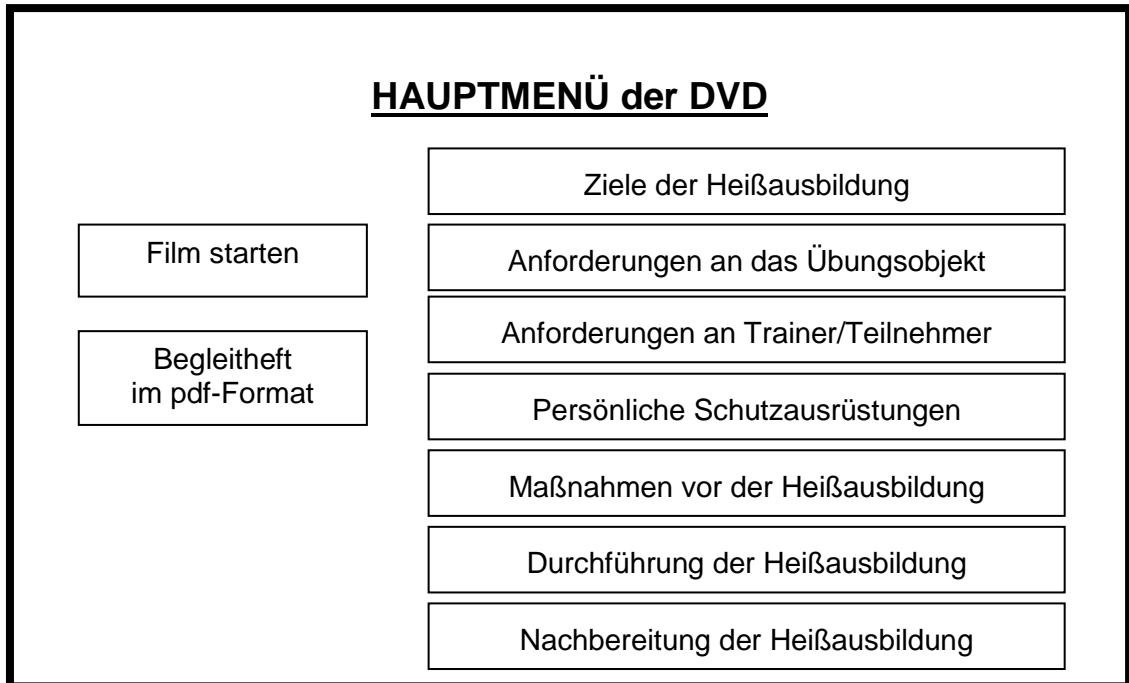 HAUPTMENÜ der DVD
Film starten
Begleitheft
im pdf-Format
Ziele der Heißausbildung
Anforderungen an das Übungsobjekt
Anforderungen an Trainer/Teilnehmer
Persönliche Schutzausrüstungen
Maßnahmen vor der Heißausbildung
Durchführung der Heißausbildung
Nachbereitung der Heißausbildung